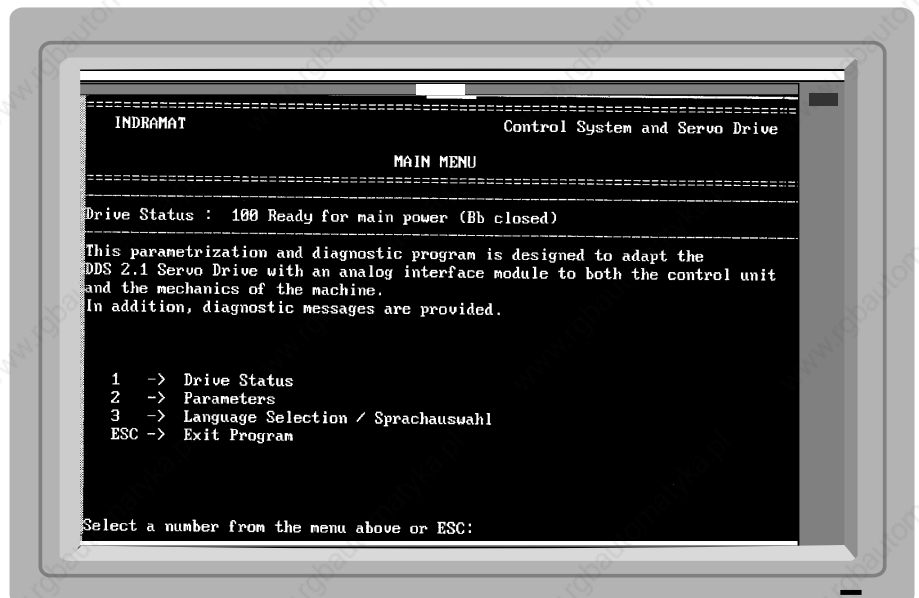 INDRAMAT Control System and Servo Drive
MAIN MENU
Drive Status : 100 Ready for main power (Bb closed)
This parametrization and diagnostic program is designed to adapt the
DDS 2.1 Servo Drive with an analog interface module to both the control unit
and the mechanics of the machine.
In addition, diagnostic messages are provided.
1 -> Drive Status
2 -> Parameters
3 -> Language Selection / Sprachauswahl
ESC -> Exit Program
Select a number from the menu above or ESC: